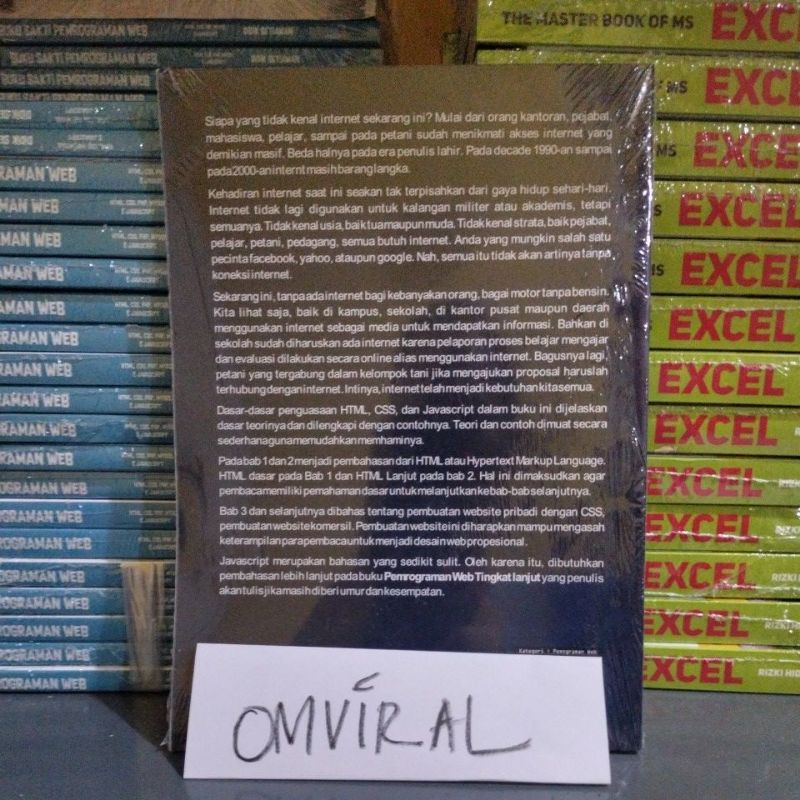 Siapa yang tidak kenal internet sekarang ini? Mulai dari orang kantoran, pejabat,
mahasiswa, pelajar, sampai pada petani sudah menikmati akses internet yang
demikian masif. Beda halnya pada era penulis lahir. Pada decade 1990-an sampai
pada 2000-an internt masih barang langka.
Kehadiran internet saat ini seakan tak terpisahkan dari gaya hidup sehari-hari.
Internet tidak lagi digunakan untuk kalangan militer atau akademis, tetapi
semuanya. Tidak kenal usia, baik tua maupun muda. Tidak kenal strata, baik pejabat,
pelajar, petani, pedagang, semua butuh internet. Anda yang mungkin salah satu
pecinta facebook, yahoo, ataupun google. Nah, semua itu tidak akan artinya tanpa
koneksi internet.
Sekarang ini, tanpa ada internet bagi kebanyakan orang, bagai motor tanpa bensin.
Kita lihat saja, baik di kampus, sekolah, di kantor pusat maupun daerah
menggunakan internet sebagai media untuk mendapatkan informasi. Bahkan di
sekolah sudah diharuskan ada internet karena pelaporan proses belajar mengajar
dan evaluasi dilakukan secara online alias menggunakan internet. Bagusnya lagi,
petani yang tergabung dalam kelompok tani jika mengajukan proposal haruslah
terhubung dengan internet. Intinya, internet telah menjadi kebutuhan kita semua.
Dasar-dasar penguasaan HTML, CSS, dan Javascript dalam buku ini dijelaskan
dasar teorinya dan dilengkapi dengan contohnya. Teori dan contoh dimuat secara
sederhana guna memudahkan memhaminya.
Pada bab 1 dan 2 menjadi pembahasan dari HTML atau Hypertext Markup Language.
HTML dasar pada Bab 1 dan HTML Lanjut pada bab 2. Hal ini dimaksudkan agar
pembaca memiliki pemahaman dasar untuk melanjutkan ke bab-bab selanjutnya.
Bab 3 dan selanjutnya dibahas tentang pembuatan website pribadi dengan CSS,
pembuatan website komersil. Pembuatan website ini diharapkan mampu mengasah
keterampilan para pembaca untuk menjadi desain web propesional.
Javascript merupakan bahasan yang sedikit sulit. Oleh karena itu, dibutuhkan
pembahasan lebih lanjut pada buku Pemrograman Web Tingkat lanjut yang penulis
akan tulis jika masih diberi umur dan kesempatan.
Kategori : Pemrograman Web
OMVIRAL
BUKU SAKTI PEMROGRAMAN WEB
HTML, CSS, PHP, MYSQL
& JAVASCRIPT
THE MASTER BOOK OF MS
EXCEL
EXCEL
EXCEL
EXCEL
EXCEL
EXCEL
EXCEL
EXCEL
EXCEL
EXCEL
EXCEL
EXCEL
EXCEL